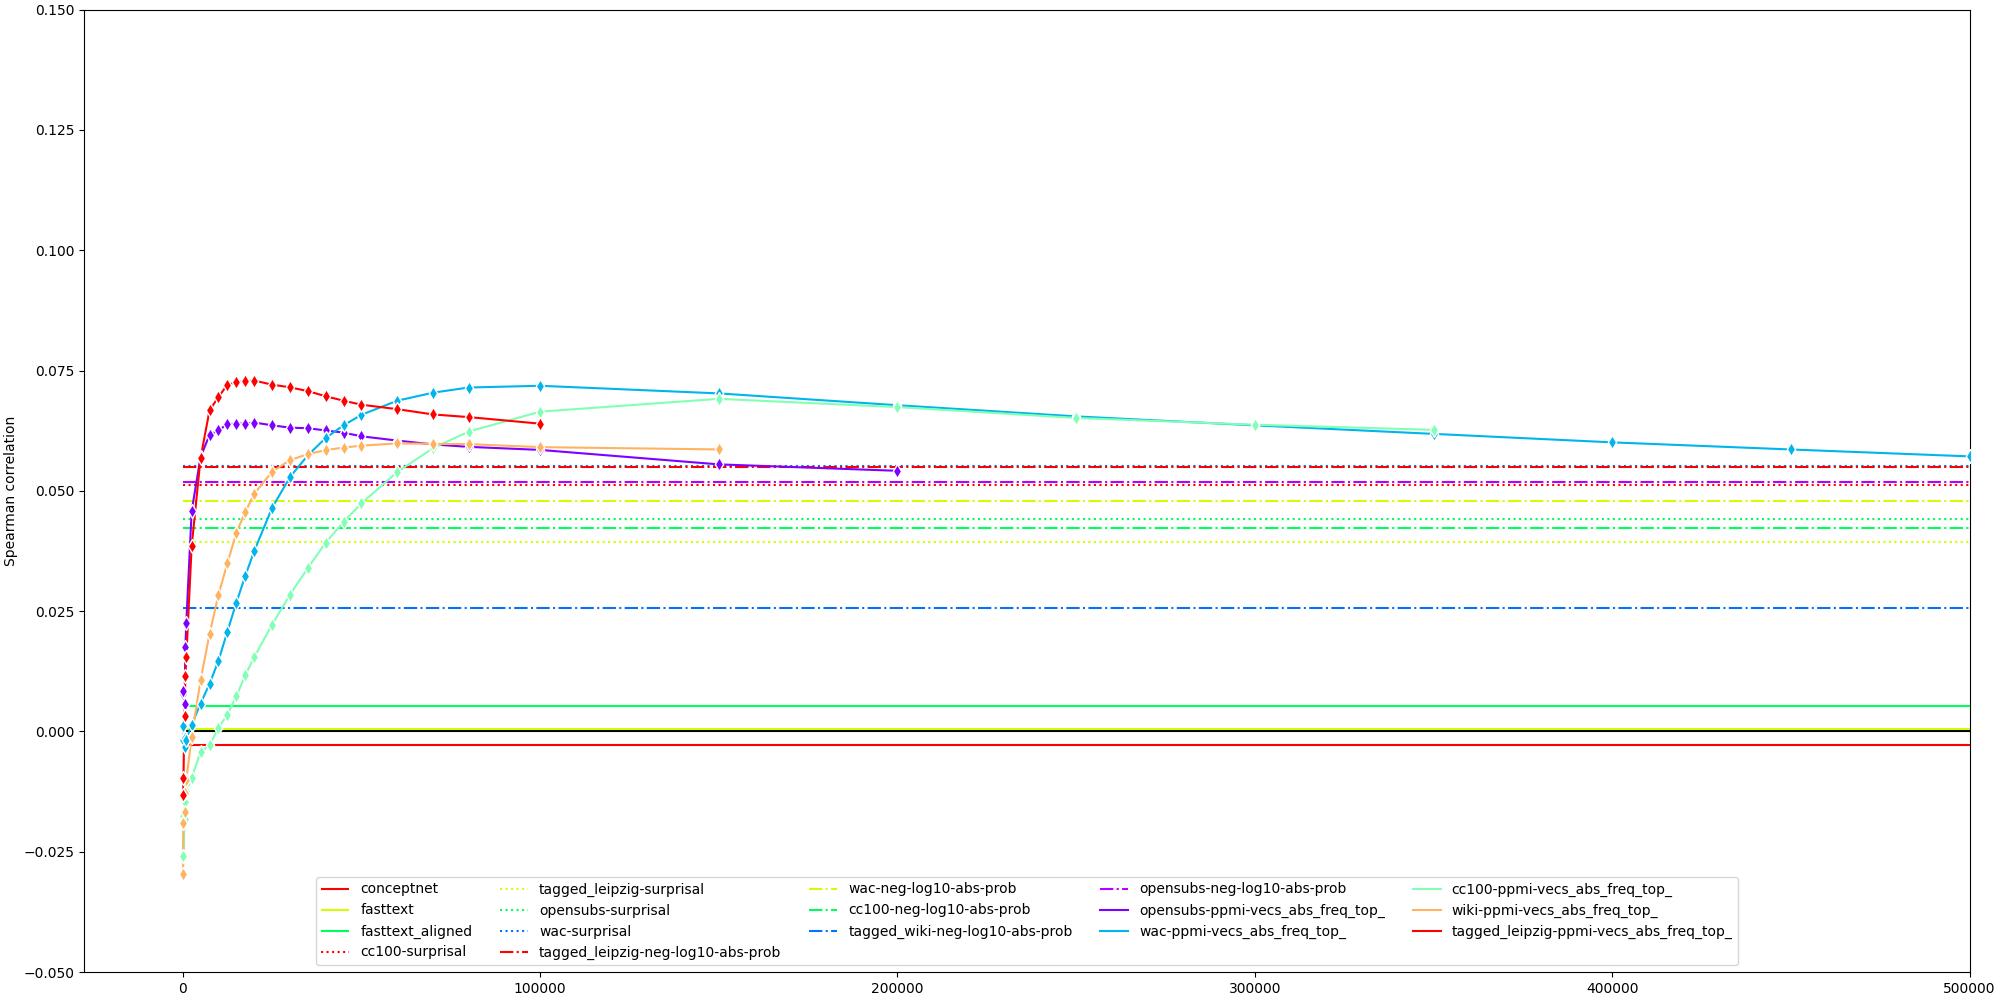 0.150
0.125
0.100
0.075
0.050
0.025
0.000
−0.025
−0.050
Spearman correlation
0
100000
200000
300000
400000
500000
conceptnet
fasttext
fasttext_aligned
cc100-surprisal
tagged_leipzig-surprisal
opensubs-surprisal
wac-surprisal
tagged_leipzig-neg-log10-abs-prob
wac-neg-log10-abs-prob
cc100-neg-log10-abs-prob
tagged_wiki-neg-log10-abs-prob
opensubs-neg-log10-abs-prob
opensubs-ppmi-vecs_abs_freq_top_
wac-ppmi-vecs_abs_freq_top_
cc100-ppmi-vecs_abs_freq_top_
wiki-ppmi-vecs_abs_freq_top_
tagged_leipzig-ppmi-vecs_abs_freq_top_